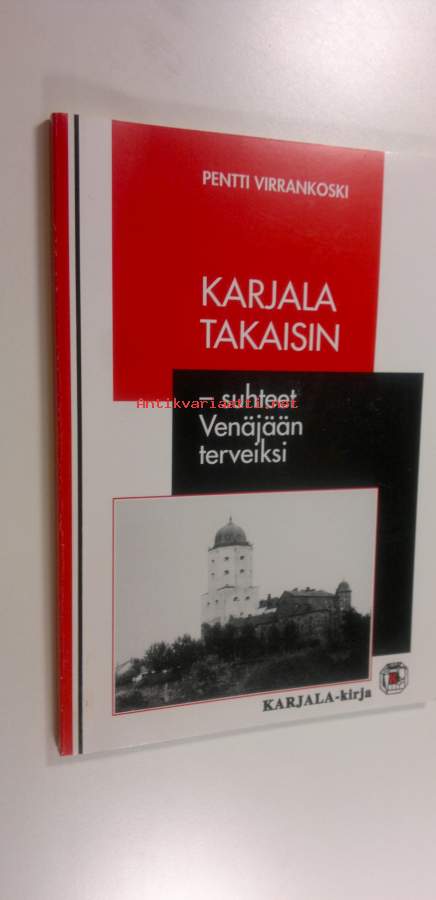 PENTTI VIRRANKOSKI
KARJALA
TAKAISIN
– suhteet
Antikvariaatti.net
Venäjään
terveiksi
KARJALA-kirja